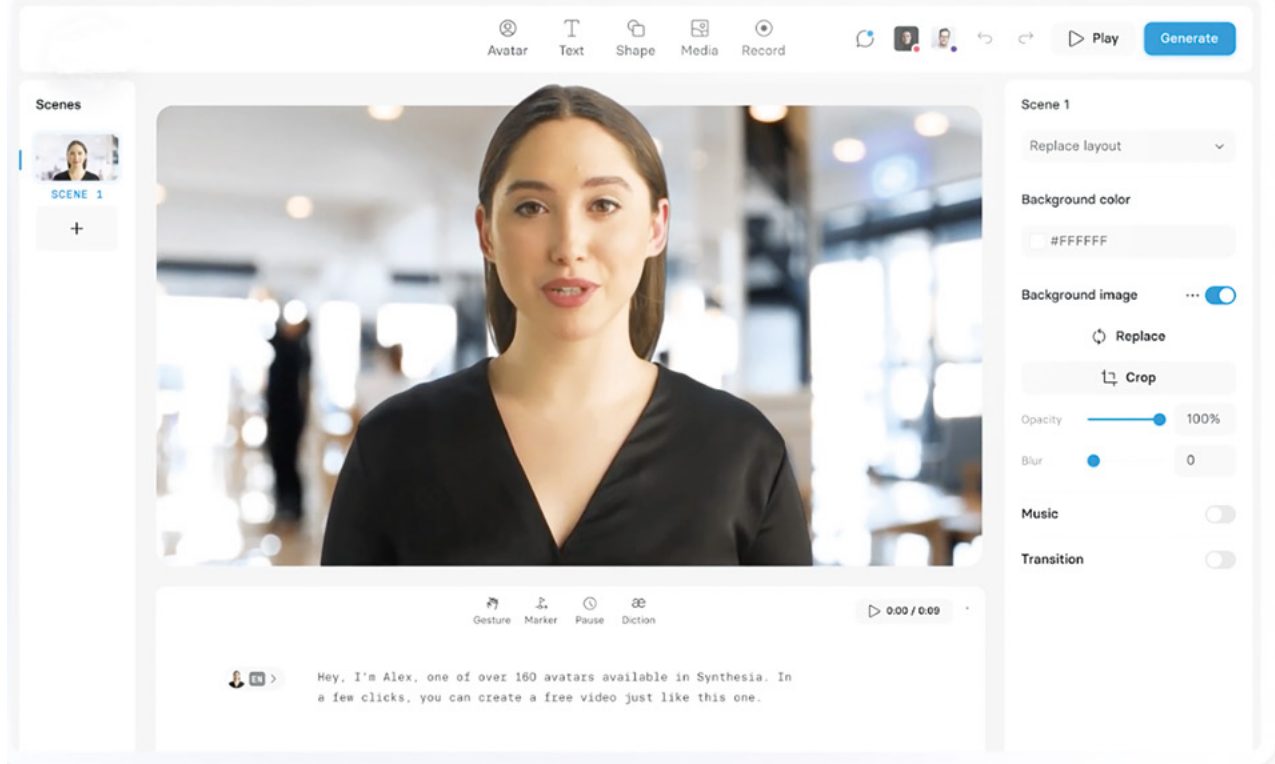 Avatar
Text
Shape
Media
Record
Play
Generate
Scenes
SCENE 1
+
Scene 1
Replace layout
Background color
#FFFFFF
Background image
Replace
Crop
Opacity
100%
Blur
0
Music
Transition
Gesture
Marker
Pause
æ
Diction
0:00 / 0:09
EN
Hey, I'm Alex, one of over 160 avatars available in Synthesia. In
a few clicks, you can create a free video just like this one.